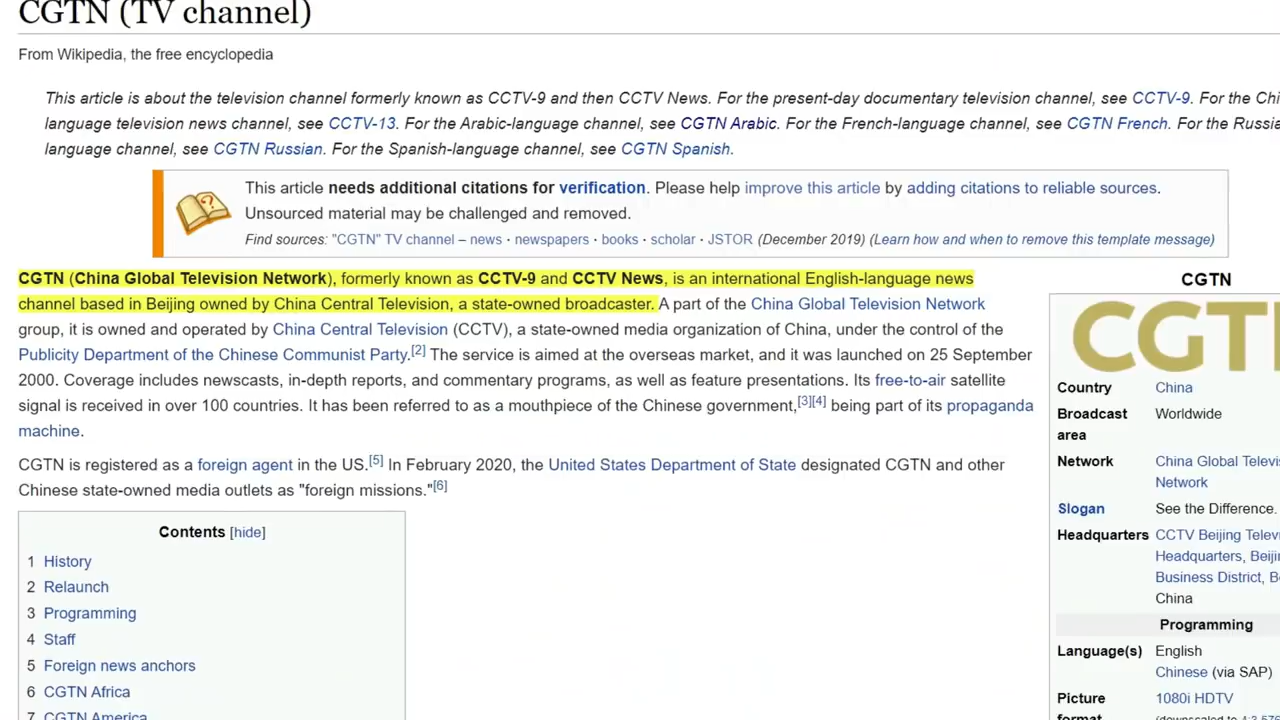 CGTN (TV channel)
From Wikipedia, the free encyclopedia
This article is about the television channel formerly known as CCTV-9 and then CCTV News. For the present-day documentary television channel, see CCTV-9. For the
language television news channel, see CCTV-13. For the Arabic-language channel, see CGTN Arabic. For the French-language channel, see CGTN French. For the
language channel, see CGTN Russian. For the Spanish-language channel, see CGTN Spanish.
This article needs additional citations for verification. Please help improve this article by adding citations to reliable sources.
Unsourced material may be challenged and removed.
Find sources: "CGTN" TV channel – news · newspapers · books · scholar · JSTOR (December 2019) (Learn how and when to remove this template message)
CGTN (China Global Television Network), formerly known as CCTV-9 and CCTV News, is an international English-language news
channel based in Beijing owned by China Central Television, a state-owned broadcaster. A part of the China Global Television Network
group, it is owned and operated by China Central Television (CCTV), a state-owned media organization of China, under the control of the
Publicity Department of the Chinese Communist Party.[2] The service is aimed at the overseas market, and it was launched on 25 September
2000. Coverage includes newscasts, in-depth reports, and commentary programs, as well as feature presentations. Its free-to-air satellite
signal is received in over 100 countries. It has been referred to as a mouthpiece of the Chinese government,[3][4] being part of its propaganda
machine.
CGTN is registered as a foreign agent in the US.[5] In February 2020, the United States Department of State designated CGTN and other
Chinese state-owned media outlets as "foreign missions."[6]
Contents [hide]
1 History
2 Relaunch
3 Programming
4 Staff
5 Foreign news anchors
6 CGTN Africa
7 CGTN America
CGTN
CGT
Country China
Broadcast Worldwide
area
Network China Global
Network
Slogan See the Difference.
Headquarters CCTV Beijing
Headquarters,
Business District,
China
Programming
Language(s) English
Chinese (via SAP)
Picture 1080i HDTV
format (downscaled to